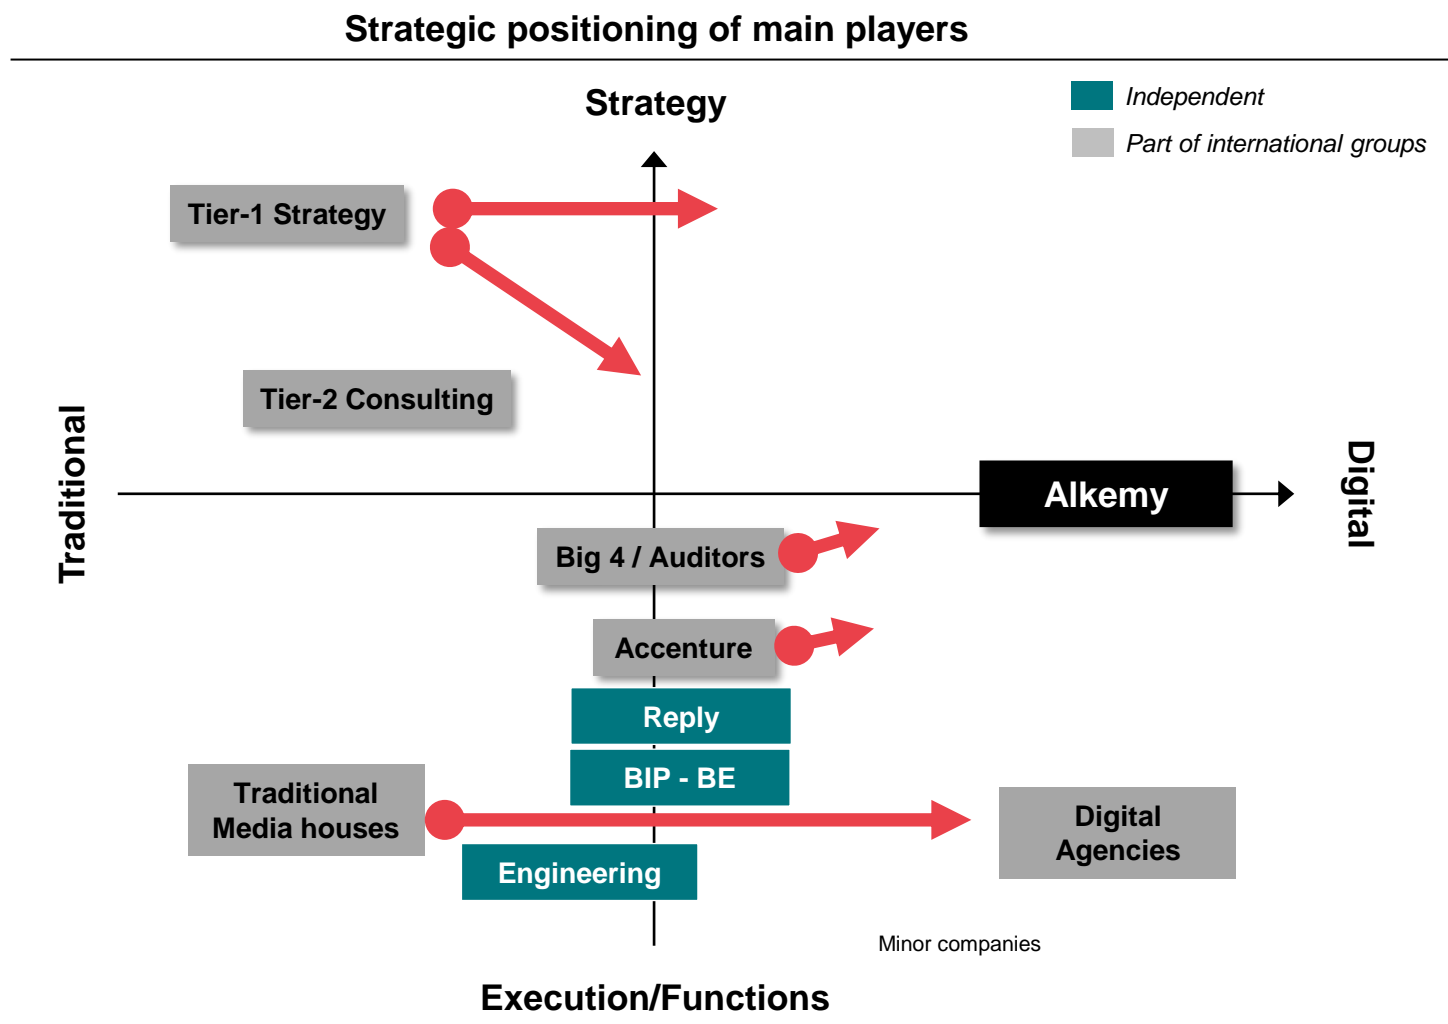 Strategic positioning of main players
Strategy
Independent
Part of international groups
Tier-1 Strategy
Tier-2 Consulting
Traditional
Digital
Alkemy
Big 4 / Auditors
Accenture
Reply
BIP - BE
Traditional
Media houses
Digital
Agencies
Engineering
Minor companies
Execution/Functions